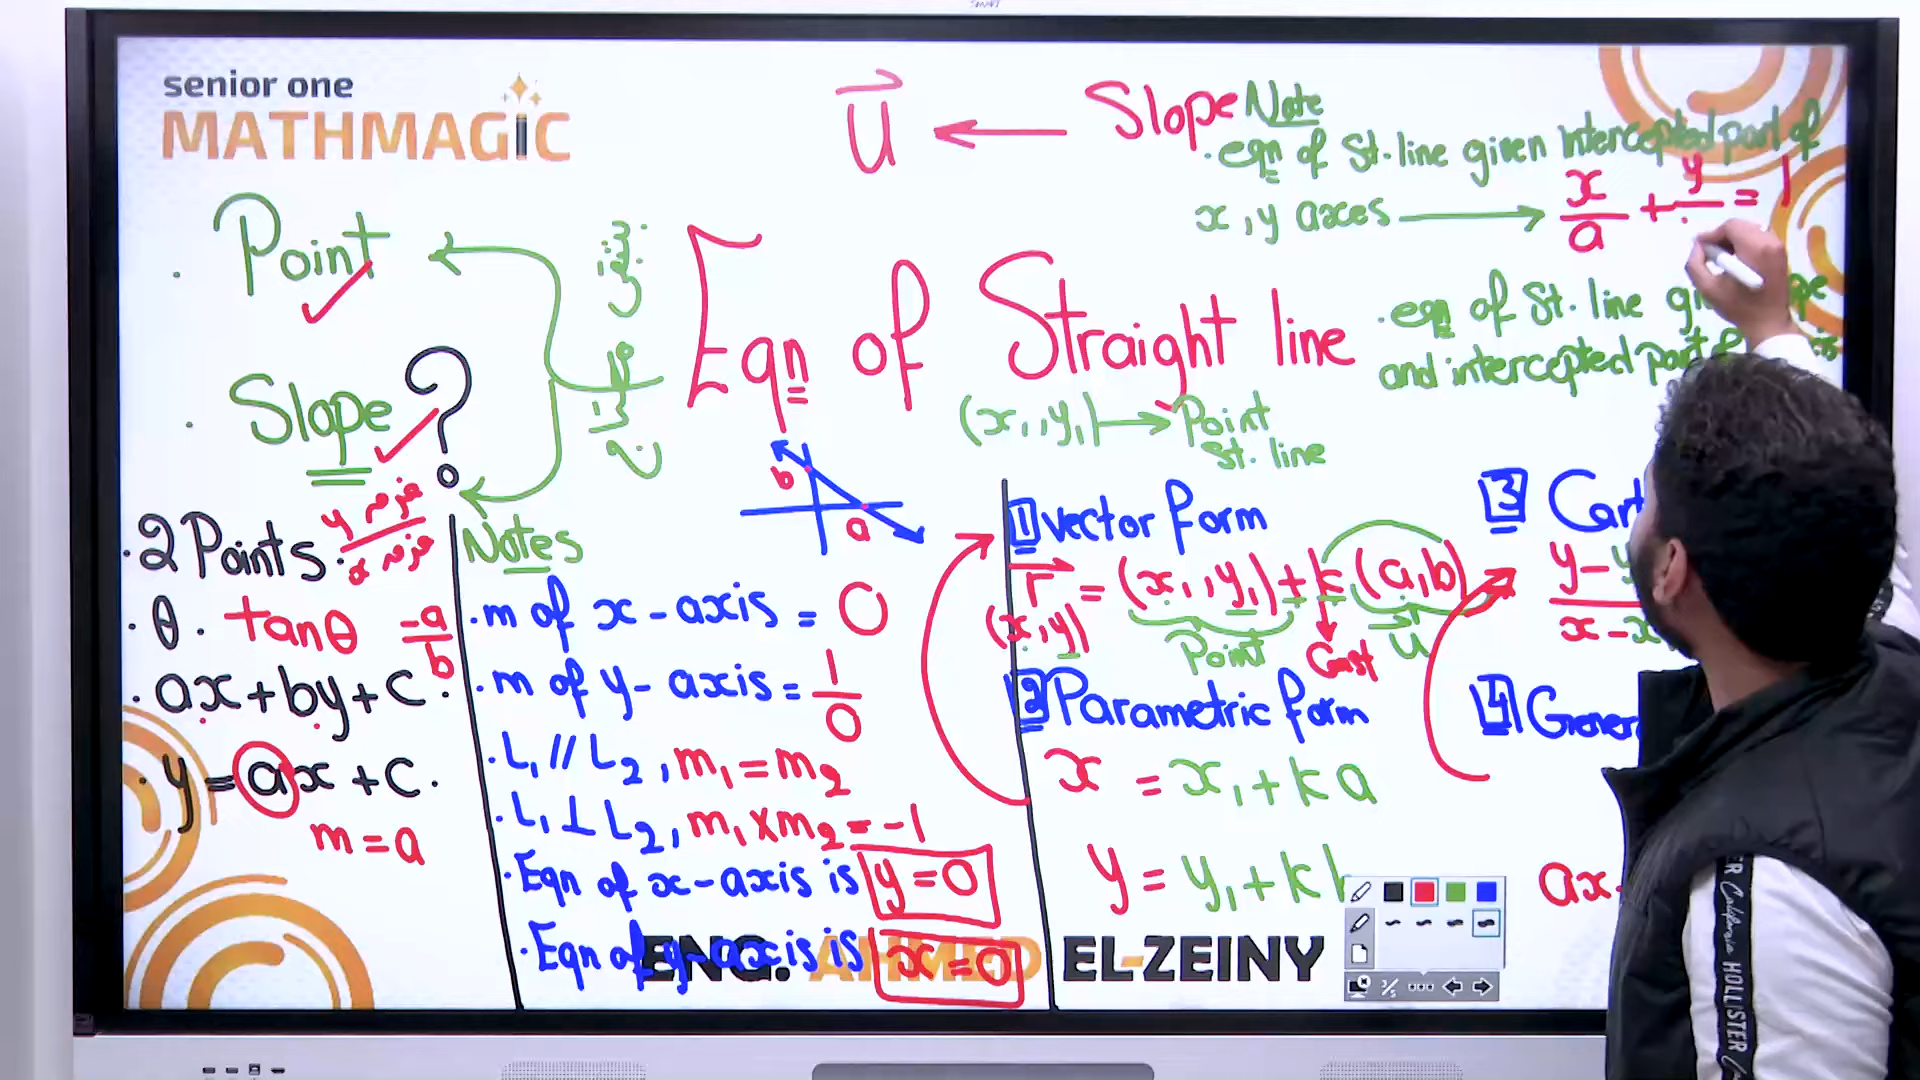 senior one
MATHMAGIC
u
Slope
Note
. eqn of St. line given intercepted part of
x , y axes → x/a + y/ = 1
Point
Slope ?
Eqn of Straight line
. eqn of St. line
and intercepted part
(x₁ , y₁) → Point
St. line
b
a
. 2 Points .
. θ . tanθ
-a/b
. ax + by + c .
. y = ax + c .
m = a
Notes
. m of x - axis = 0
. m of y - axis = 1/0
. L₁ // L₂ , m₁ = m₂
. L₁ ⊥ L₂ , m₁ × m₂ = -1
. Eqn of x - axis is y = 0
. Eqn of y - axis is x = 0
1 Vector form
r = (x₁ , y₁) + k (a , b)
(x , y)
Point
Const
u
2 Parametric form
x = x₁ + k a
y = y₁ + k
3
y -
x -
4
ax
ENG. AHMED EL-ZEINY
HOLLISTER